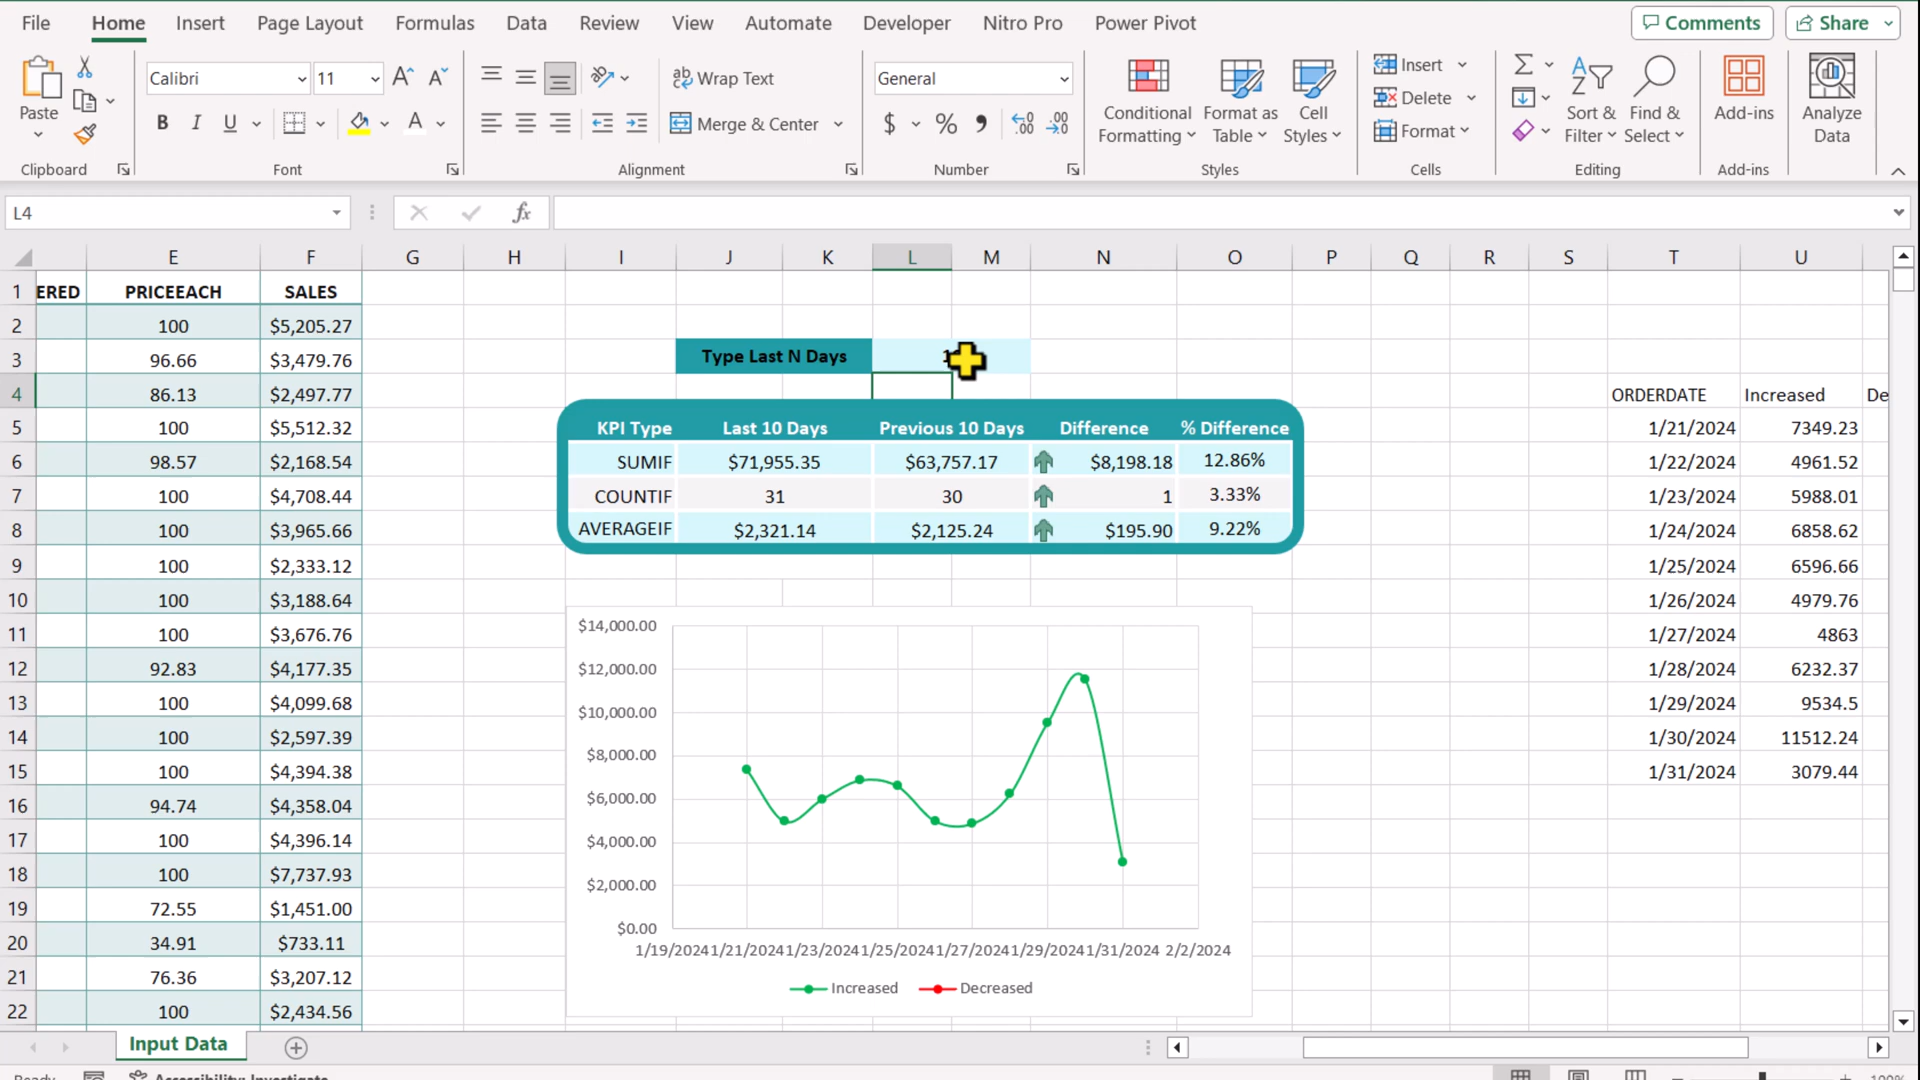 File Home Insert Page Layout Formulas Data Review View Automate Developer Nitro Pro Power Pivot Comments Share
Paste
Calibri 11
B I U A
Wrap Text
Merge & Center
General
$ %
Conditional Formatting
Format as Table
Cell Styles
Insert
Delete
Format
Sort & Filter
Find & Select
Add-ins
Analyze Data
Clipboard Font Alignment Number Styles Cells Editing Add-ins
L4 fx
E F G H I J K L M N O P Q R S T U
1 ERED PRICEEACH SALES
2 100 $5,205.27
3 96.66 $3,479.76 Type Last N Days
4 86.13 $2,497.77 ORDERDATE Increased De
5 100 $5,512.32 KPI Type Last 10 Days Previous 10 Days Difference % Difference 1/21/2024 7349.23
6 98.57 $2,168.54 SUMIF $71,955.35 $63,757.17 $8,198.18 12.86% 1/22/2024 4961.52
7 100 $4,708.44 COUNTIF 31 30 1 3.33% 1/23/2024 5988.01
8 100 $3,965.66 AVERAGEIF $2,321.14 $2,125.24 $195.90 9.22% 1/24/2024 6858.62
9 100 $2,333.12 1/25/2024 6596.66
10 100 $3,188.64 1/26/2024 4979.76
11 100 $3,676.76 1/27/2024 4863
12 92.83 $4,177.35 1/28/2024 6232.37
13 100 $4,099.68 1/29/2024 9534.5
14 100 $2,597.39 1/30/2024 11512.24
15 100 $4,394.38 1/31/2024 3079.44
16 94.74 $4,358.04
17 100 $4,396.14
18 100 $7,737.93
19 72.55 $1,451.00
20 34.91 $733.11
21 76.36 $3,207.12
22 100 $2,434.56
$14,000.00
$12,000.00
$10,000.00
$8,000.00
$6,000.00
$4,000.00
$2,000.00
$0.00
1/19/2024 1/21/2024 1/23/2024 1/25/2024 1/27/2024 1/29/2024 1/31/2024 2/2/2024
Increased Decreased
Input Data
Ready Accessibility: Investigate 100%